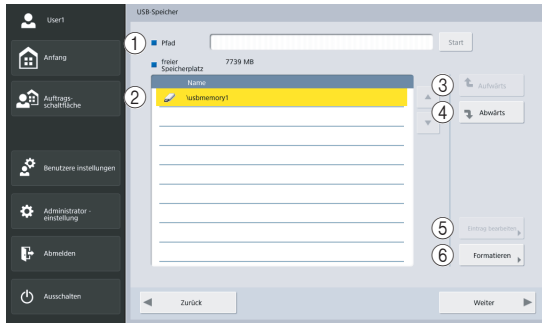 User1
USB-Speicher
1 Pfad Start
freier
Speicherplatz 7739 MB
Anfang
Name
2 \usbmemory1
3 Aufwärts
4 Abwärts
Auftrags-
schaltfläche
Benutzere instellungen
Administrator -
einstellung
5 Eintrag bearbeiten
6 Formatieren
Abmelden
Ausschalten
Zurück
Weiter